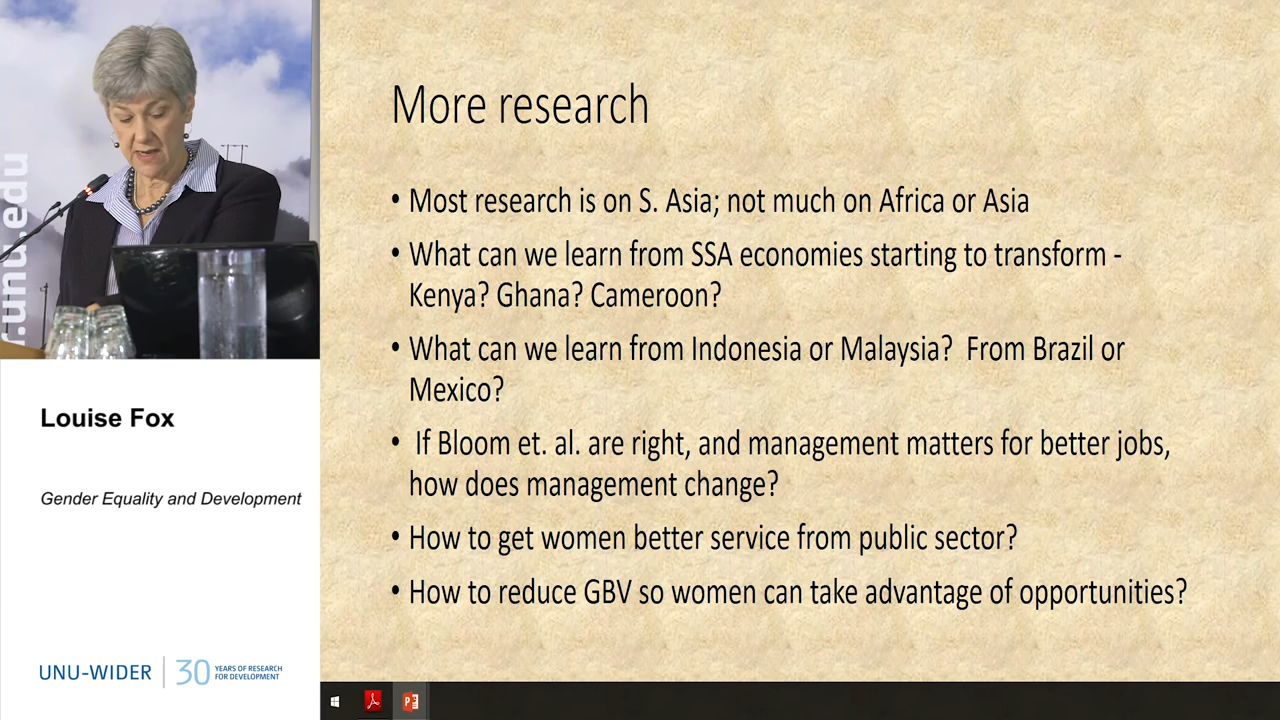 r.unu.edu
More research
• Most research is on S. Asia; not much on Africa or Asia
• What can we learn from SSA economies starting to transform -
Kenya? Ghana? Cameroon?
• What can we learn from Indonesia or Malaysia? From Brazil or
Mexico?
• If Bloom et. al. are right, and management matters for better jobs,
how does management change?
• How to get women better service from public sector?
• How to reduce GBV so women can take advantage of opportunities?
Louise Fox
Gender Equality and Development
UNU-WIDER
30 YEARS OF RESEARCH
FOR DEVELOPMENT